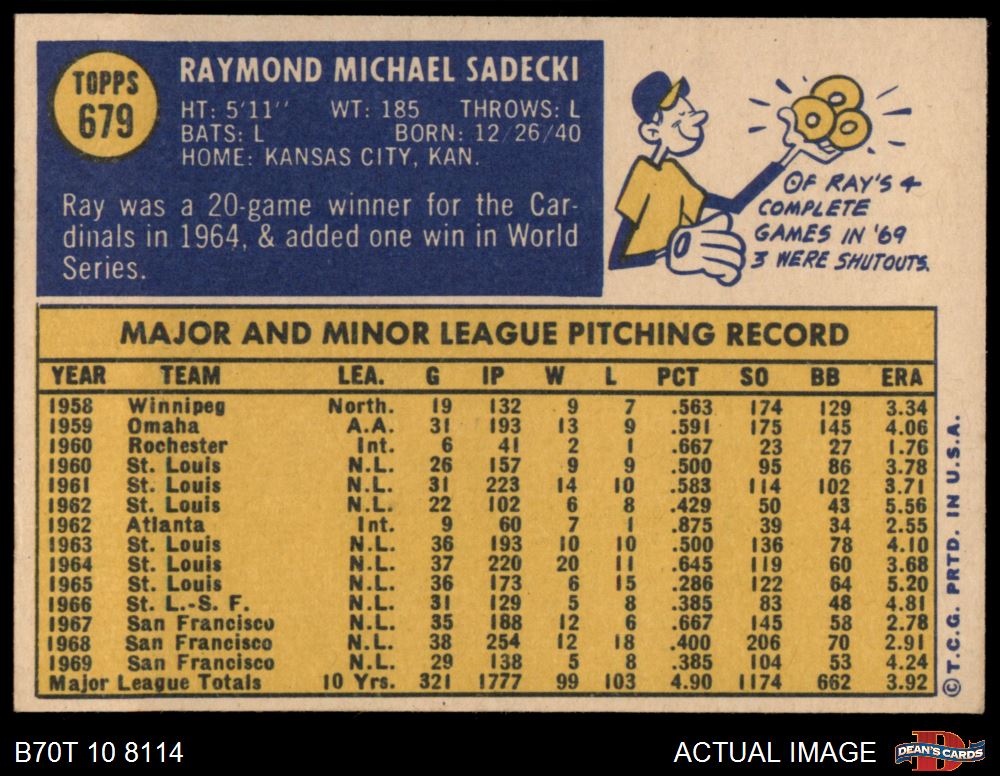 TOPPS
679
RAYMOND MICHAEL SADECKI
HT: 5'11" WT: 185 THROWS: L
BATS: L BORN: 12/26/40
HOME: KANSAS CITY, KAN.
Ray was a 20-game winner for the Car-
dinals in 1964, & added one win in World
Series.
OF RAY'S 4
COMPLETE
GAMES IN '69
3 WERE SHUTOUTS.
MAJOR AND MINOR LEAGUE PITCHING RECORD
YEAR TEAM LEA. G IP W L PCT SO BB ERA
1958 Winnipeg North. 19 132 9 7 .563 174 129 3.34
1959 Omaha A.A. 31 193 13 9 .591 175 145 4.06
1960 Rochester Int. 6 41 2 1 .667 23 27 1.76
1960 St. Louis N.L. 26 157 9 9 .500 95 86 3.78
1961 St. Louis N.L. 31 223 14 10 .583 114 102 3.71
1962 St. Louis N.L. 22 102 6 8 .429 50 43 5.56
1962 Atlanta Int. 9 60 7 1 .875 39 34 2.55
1963 St. Louis N.L. 36 193 10 10 .500 136 78 4.10
1964 St. Louis N.L. 37 220 20 11 .645 119 60 3.68
1965 St. Louis N.L. 36 173 6 15 .286 122 64 5.20
1966 St. L.-S. F. N.L. 31 129 5 8 .385 83 48 4.81
1967 San Francisco N.L. 35 188 12 6 .667 145 58 2.78
1968 San Francisco N.L. 38 254 12 18 .400 206 70 2.91
1969 San Francisco N.L. 29 138 5 8 .385 104 53 4.24
Major League Totals 10 Yrs. 321 1777 99 103 4.90 1174 662 3.92
© T.C.G. PRTD. IN U.S.A.
B70T 10 8114
ACTUAL IMAGE
D
DEAN'S CARDS